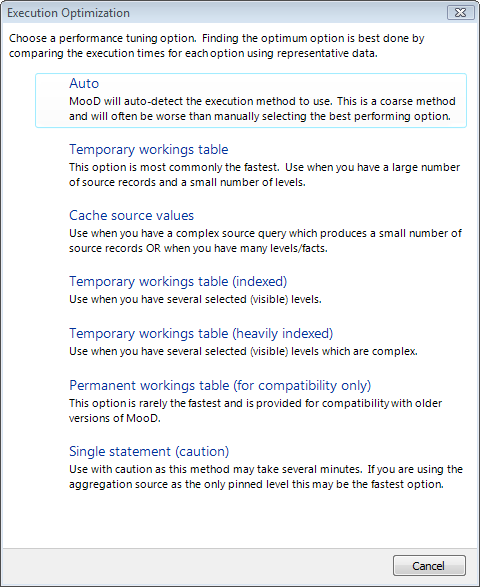 Execution Optimization
Choose a performance tuning option. Finding the optimum option is best done by
comparing the execution times for each option using representative data.
Auto
MooD will auto-detect the execution method to use. This is a coarse method
and will often be worse than manually selecting the best performing option.
Temporary workings table
This option is most commonly the fastest. Use when you have a large number
of source records and a small number of levels.
Cache source values
Use when you have a complex source query which produces a small number of
source records OR when you have many levels/facts.
Temporary workings table (indexed)
Use when you have several selected (visible) levels.
Temporary workings table (heavily indexed)
Use when you have several selected (visible) levels which are complex.
Permanent workings table (for compatibility only)
This option is rarely the fastest and is provided for compatibility with older
versions of MooD.
Single statement (caution)
Use with caution as this method may take several minutes. If you are using the
aggregation source as the only pinned level this may be the fastest option.
Cancel